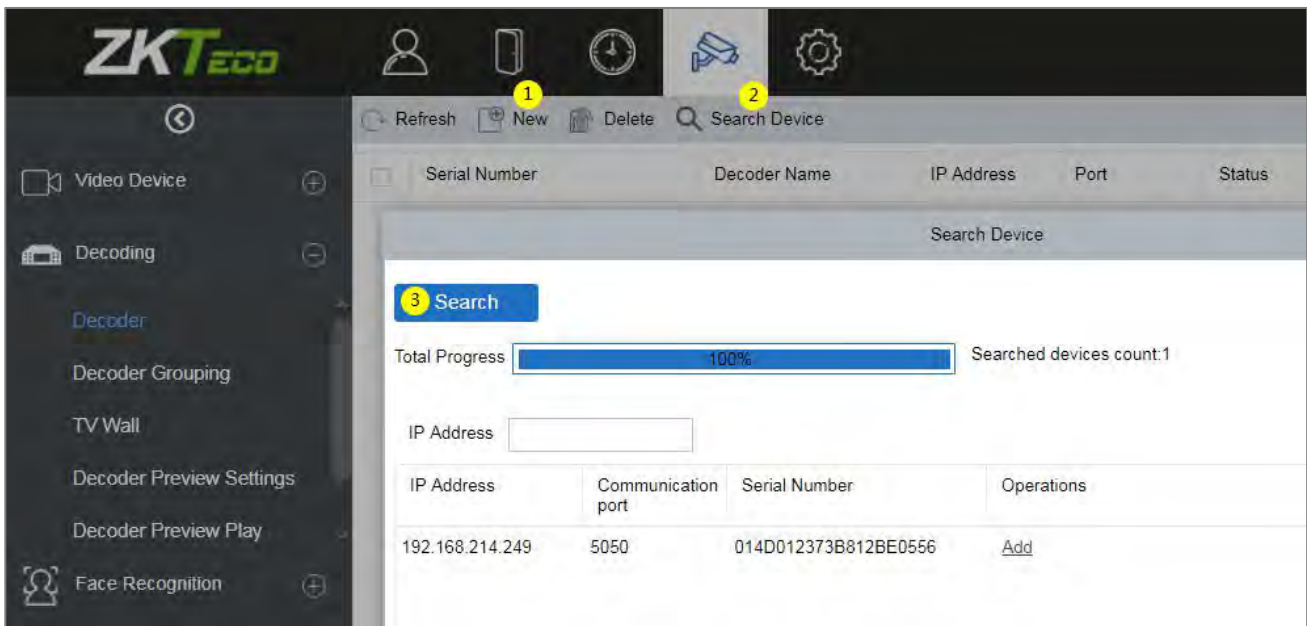 ZKTECO
1
2
Refresh New Delete Search Device
Serial Number Decoder Name IP Address Port Status
Video Device
Search Device
Decoding
3 Search
Decoder
Total Progress 100% Searched devices count:1
Decoder Grouping
TV Wall
IP Address
Decoder Preview Settings
IP Address Communication port Serial Number Operations
Decoder Preview Play
192.168.214.249 5050 014D012373B812BE0556 Add
Face Recognition